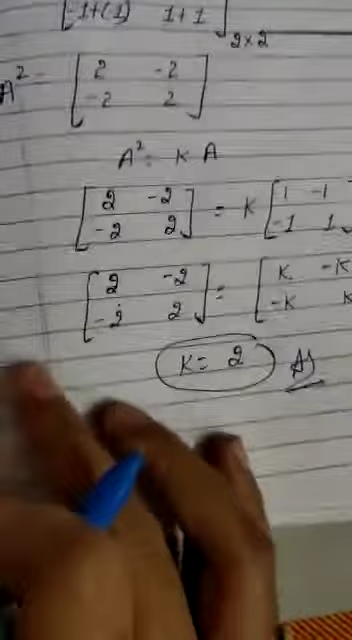 [-1+(1) 1+1] 2×2
A² = [2 -2
-2 2]
A² = K A
[2 -2
-2 2] = K [1 -1
-1 1
[2 -2
-2 2] = [K -K
-K K
K = 2 Ans